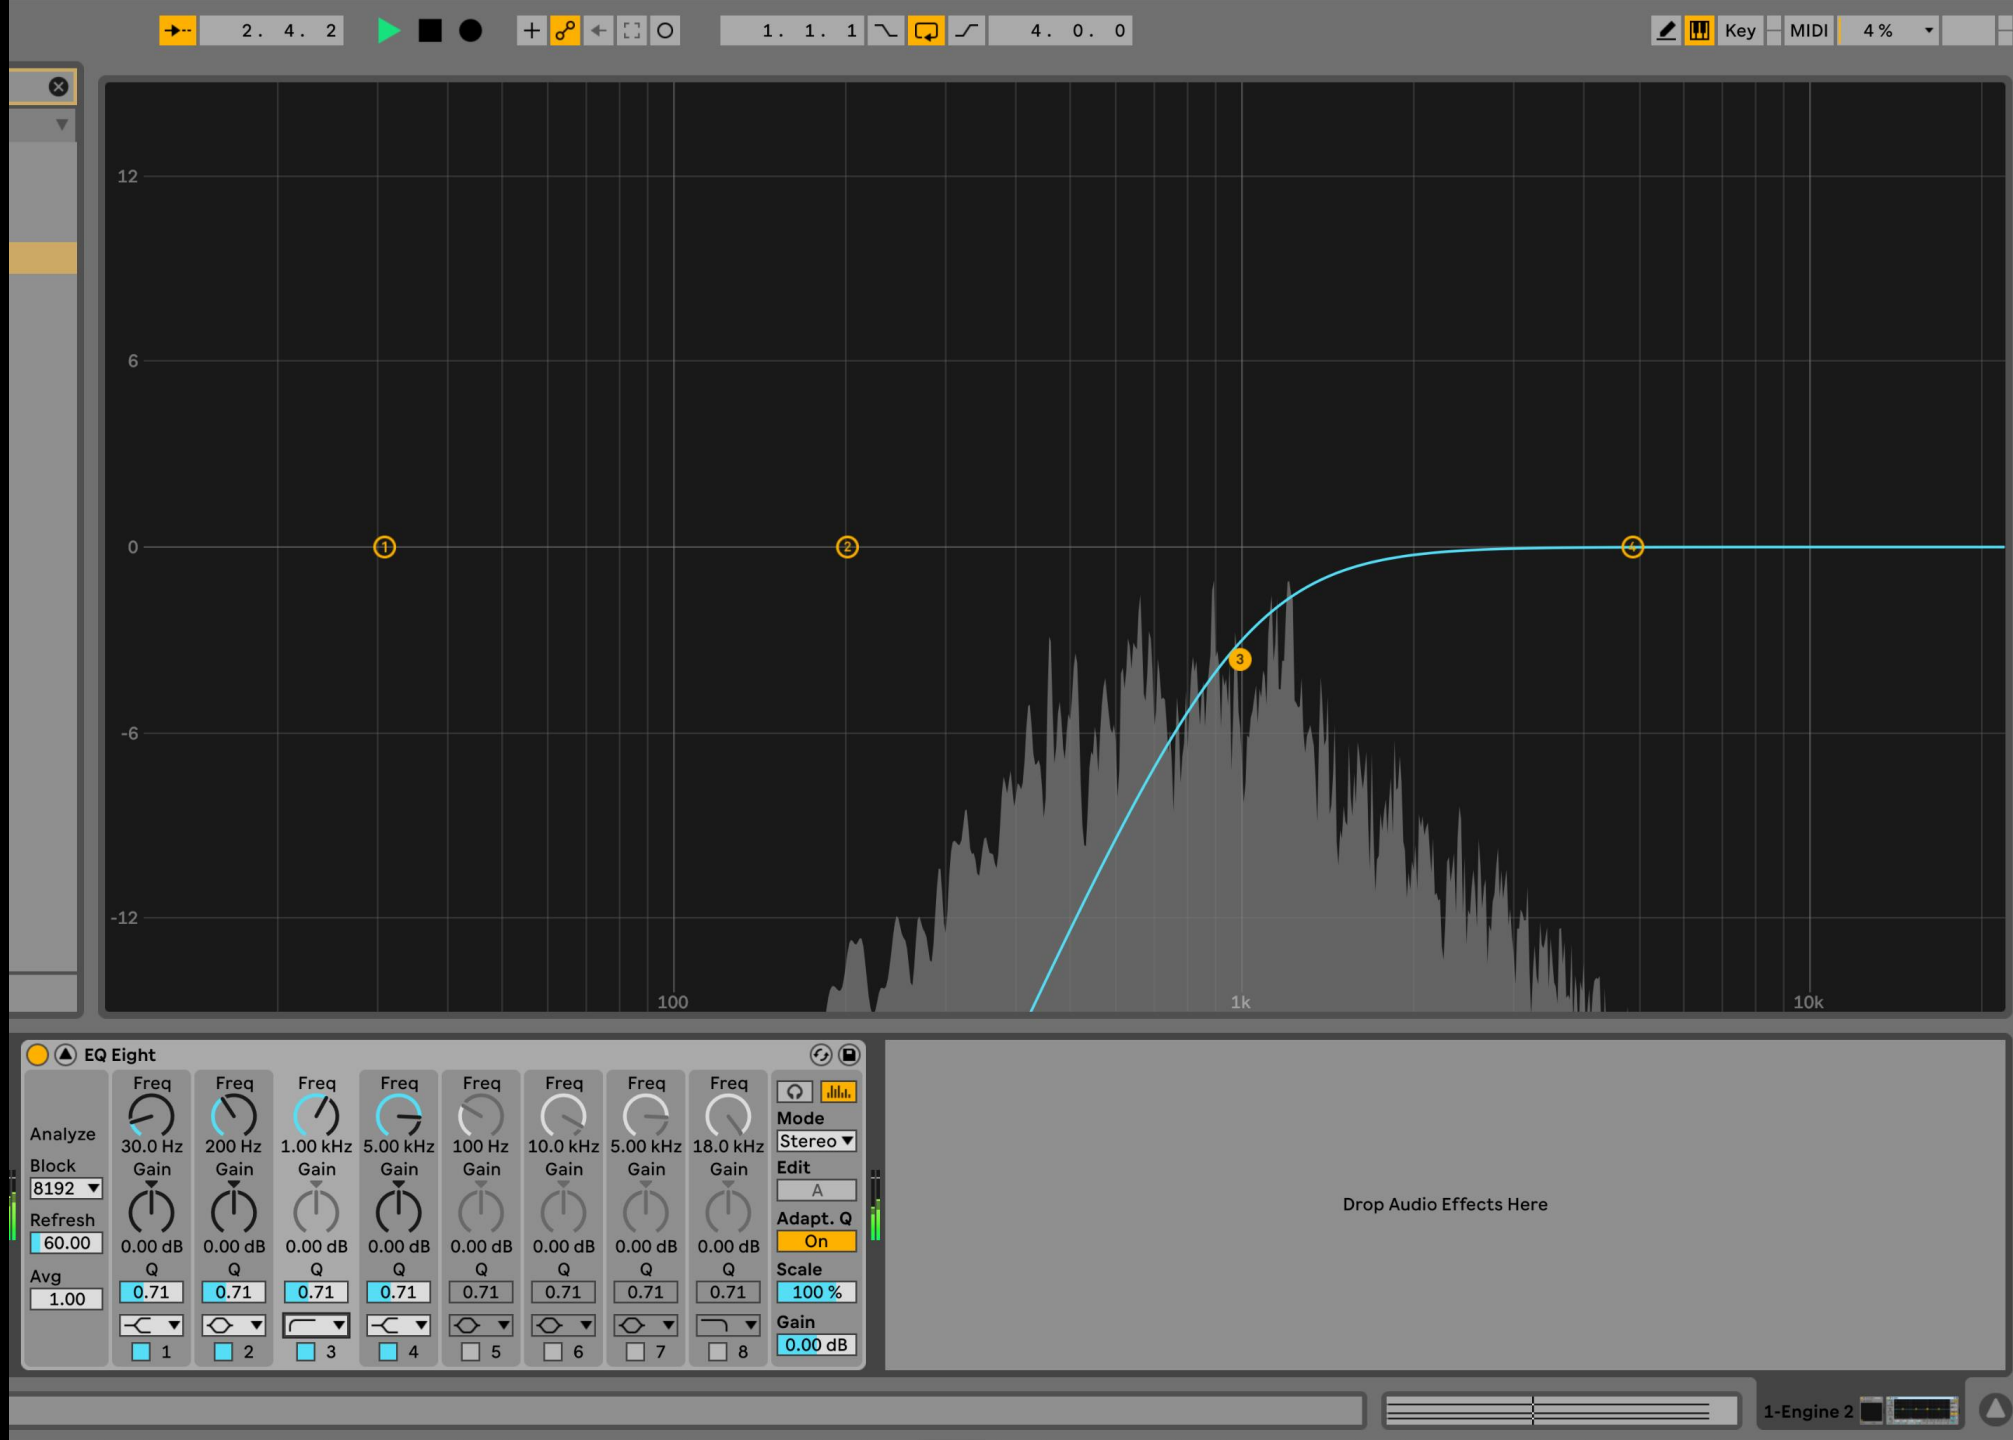 2. 4. 2
1. 1. 1
4. 0. 0
Key
MIDI
4 %
12
6
0
-6
-12
1
2
3
4
100
1k
10k
EQ Eight
Analyze
Block
8192
Refresh
60.00
Avg
1.00
Freq Freq Freq Freq Freq Freq Freq Freq
30.0 Hz 200 Hz 1.00 kHz 5.00 kHz 100 Hz 10.0 kHz 5.00 kHz 18.0 kHz
Gain Gain Gain Gain Gain Gain Gain Gain
0.00 dB 0.00 dB 0.00 dB 0.00 dB 0.00 dB 0.00 dB 0.00 dB 0.00 dB
Q Q Q Q Q Q Q Q
0.71 0.71 0.71 0.71 0.71 0.71 0.71 0.71
1 2 3 4 5 6 7 8
Mode
Stereo
Edit
A
Adapt. Q
On
Scale
100 %
Gain
0.00 dB
Drop Audio Effects Here
1-Engine 2